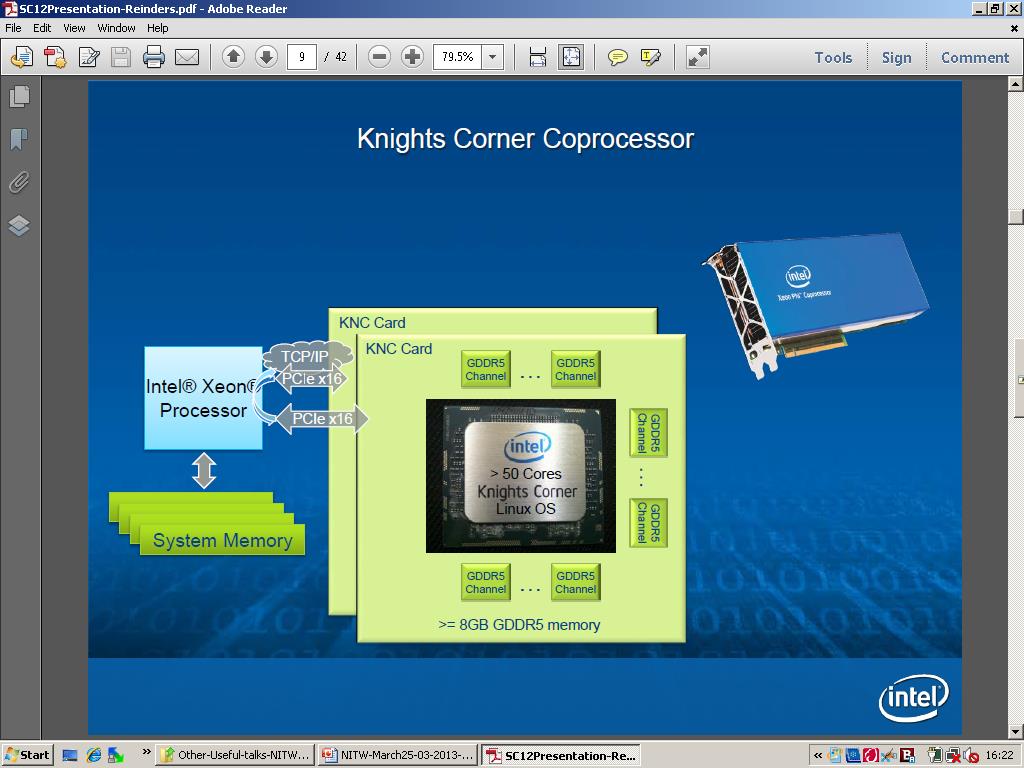 SC12Presentation-Reinders.pdf - Adobe Reader
File Edit View Window Help
9 / 42 79.5% Tools Sign Comment
Knights Corner Coprocessor
intel
Xeon Phi™ Coprocessor
KNC Card
KNC Card
TCP/IP
PCIe x16
PCIe x16
Intel® Xeon®
Processor
System Memory
GDDR5
Channel
...
GDDR5
Channel
GDDR5
Channel
...
GDDR5
Channel
intel
> 50 Cores
Knights Corner
Linux OS
GDDR5
Channel
...
GDDR5
Channel
>= 8GB GDDR5 memory
intel
Start » Other-Useful-talks-NITW... NITW-March25-03-2013-... SC12Presentation-Re... « 16:22